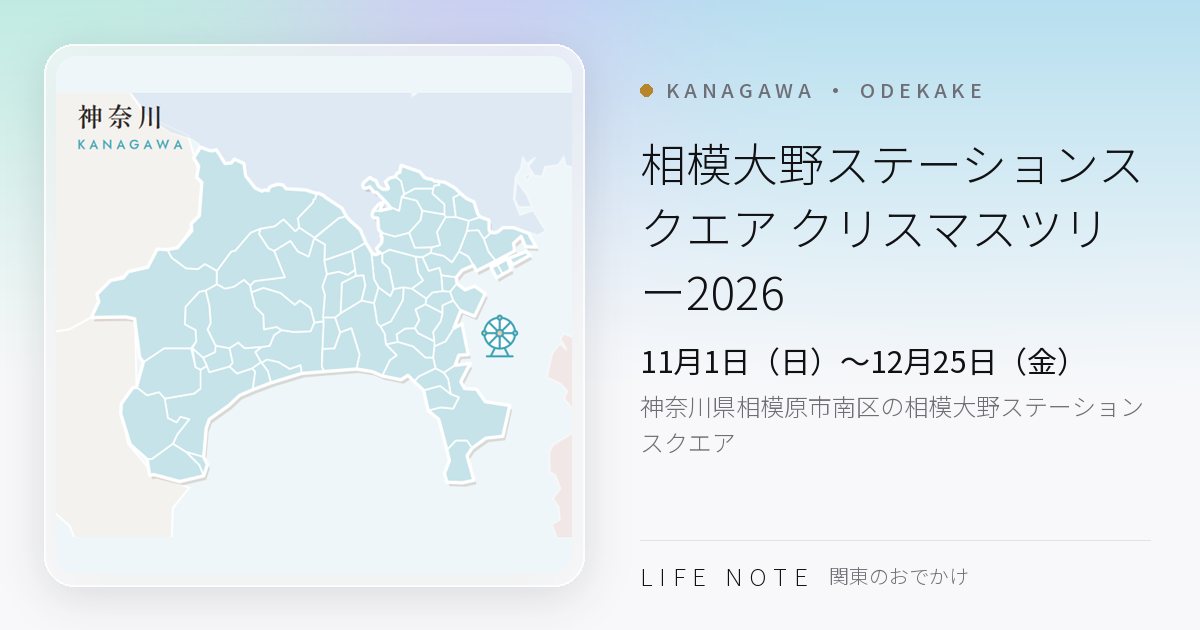 神奈川
KANAGAWA
KANAGAWA • ODEKAKE
相模大野ステーションス
クエア クリスマスツリ
ー2026
11月1日（日）〜12月25日（金）
神奈川県相模原市南区の相模大野ステーション
スクエア
LIFE NOTE 関東のおでかけ